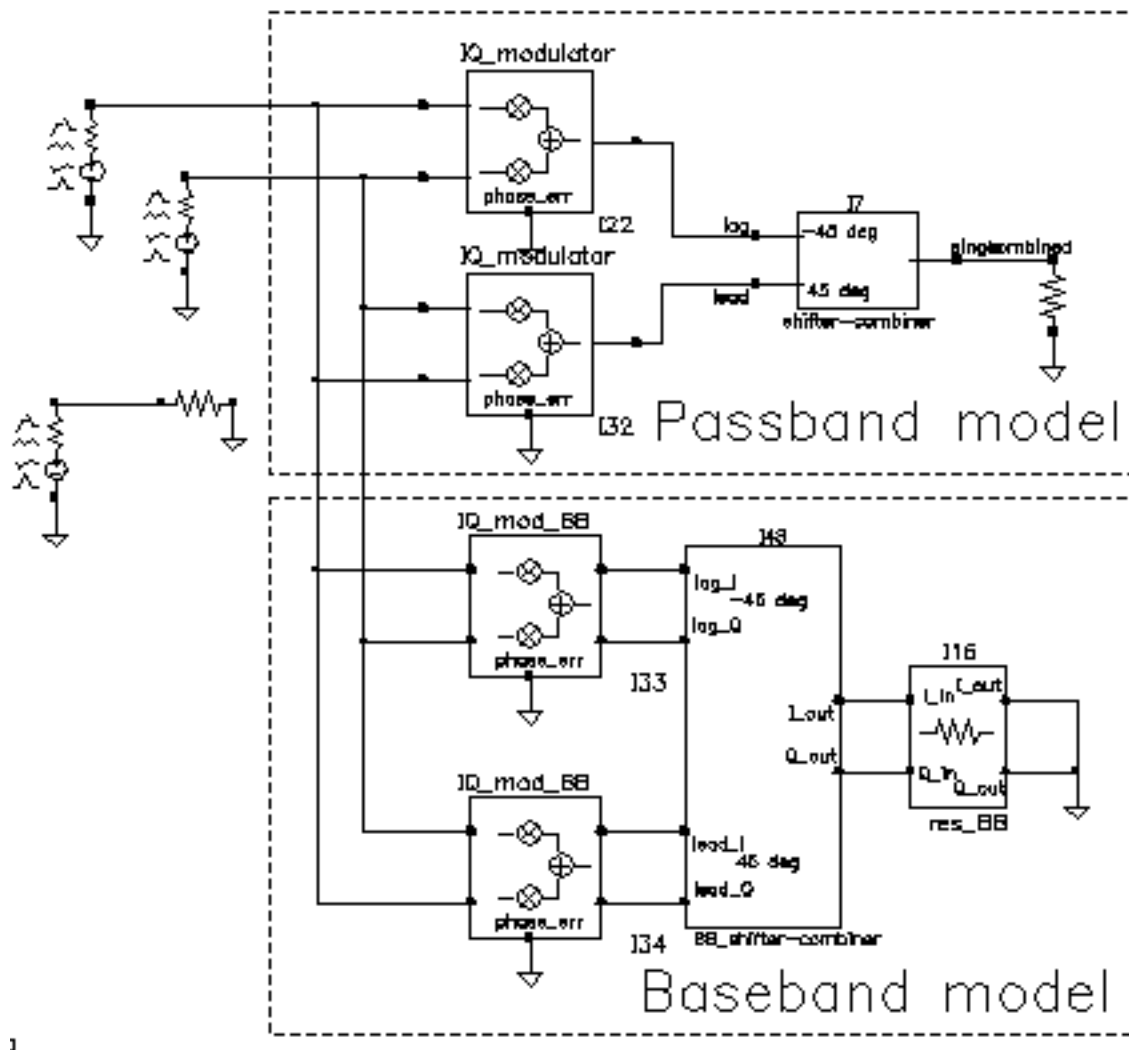 IQ_modulator
phase_err
I22
IQ_modulator
phase_err
I32
lag
lead
I7
-45 deg
45 deg
shifter-combiner
Passband model
IQ_mod_BB
phase_err
I33
IQ_mod_BB
phase_err
I34
I43
lag_I
-45 deg
lag_Q
I_out
Q_out
lead_I
45 deg
lead_Q
BB_shifter-combiner
I16
I_in
I_out
Q_in
Q_out
res_BB
Baseband model